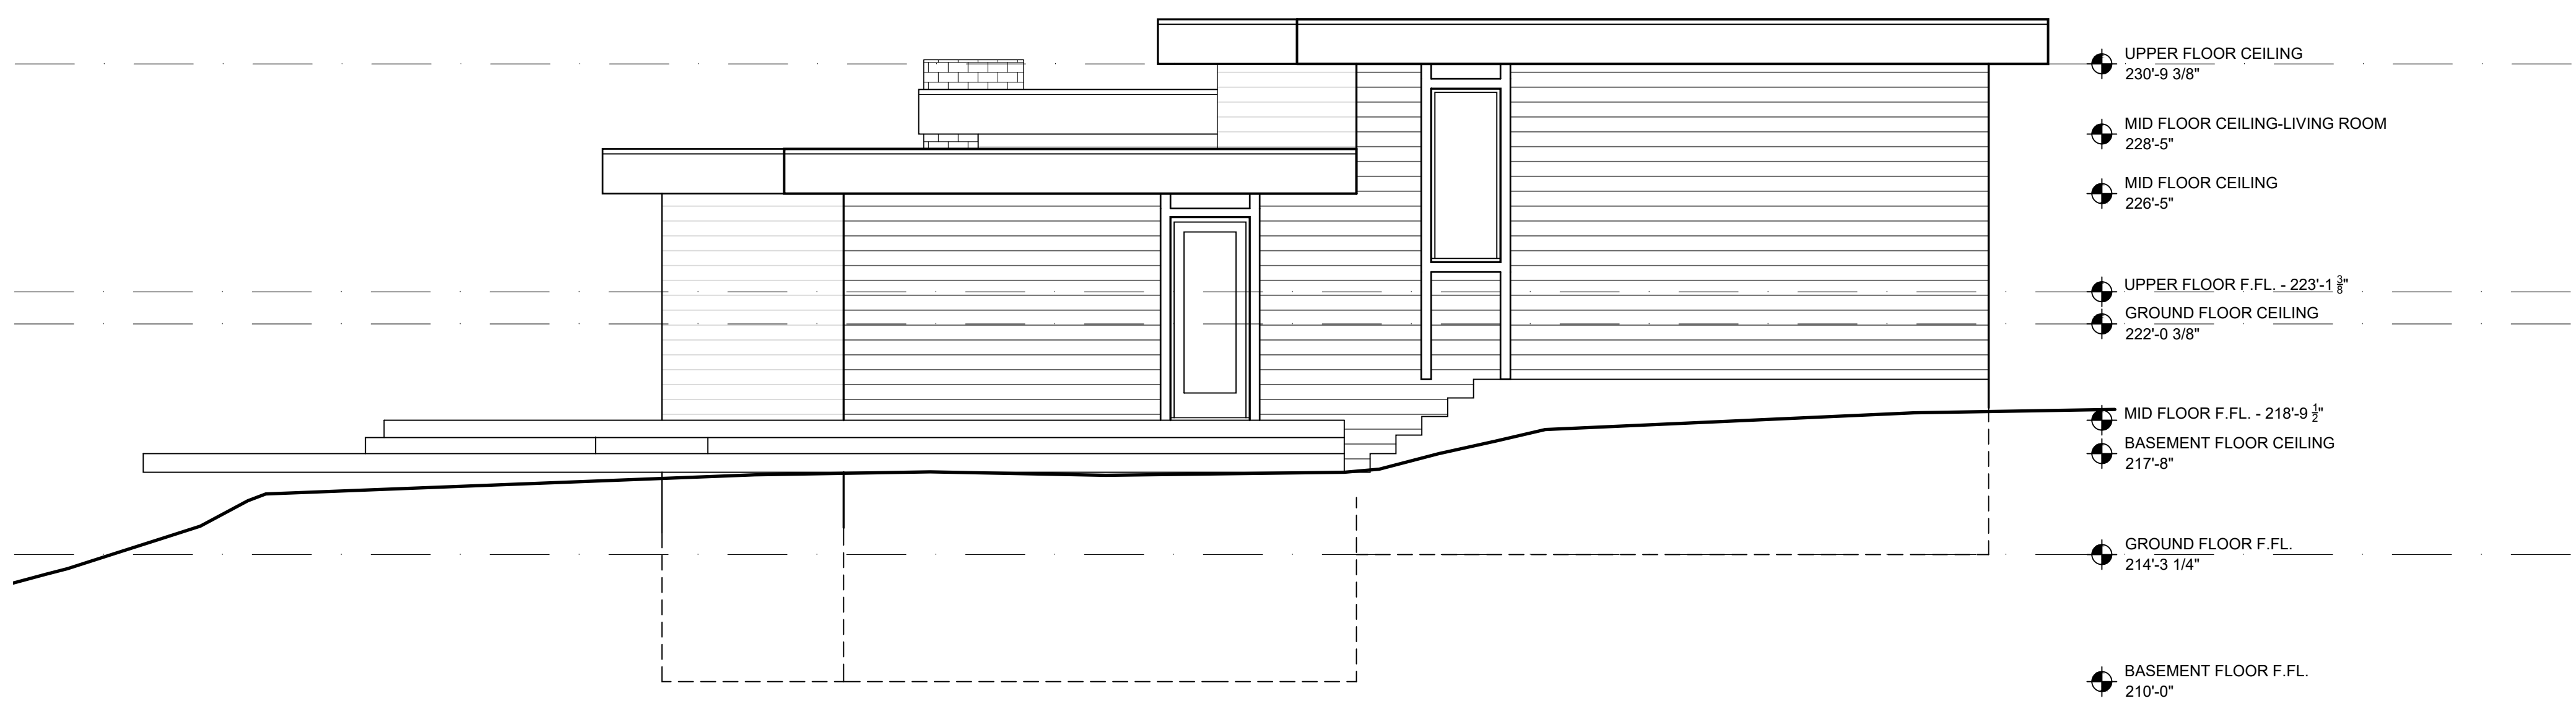 UPPER FLOOR CEILING
230'-9 3/8"
MID FLOOR CEILING-LIVING ROOM
228'-5"
MID FLOOR CEILING
226'-5"
UPPER FLOOR F.FL. - 223'-1 3/8"
GROUND FLOOR CEILING
222'-0 3/8"
MID FLOOR F.FL. - 218'-9 1/2"
BASEMENT FLOOR CEILING
217'-8"
GROUND FLOOR F.FL.
214'-3 1/4"
BASEMENT FLOOR F.FL.
210'-0"